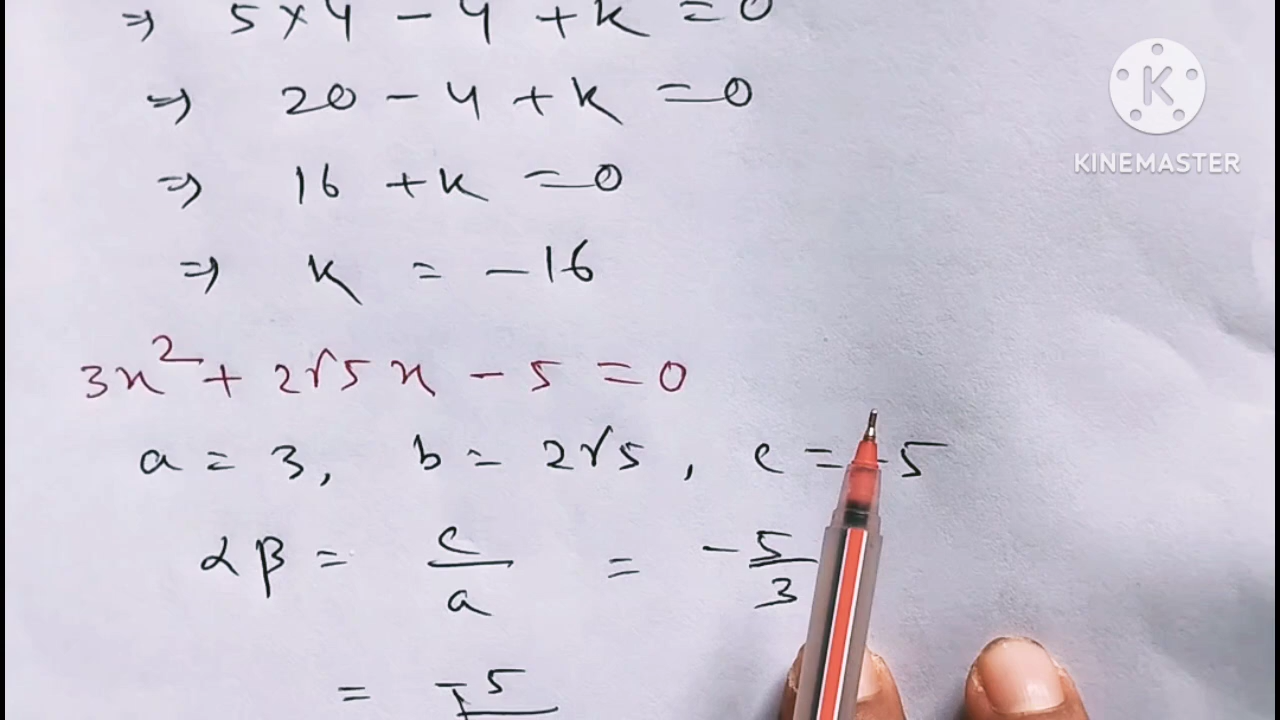 ⇒ 5×4 - 4 + k = 0
⇒ 20 - 4 + k = 0
K
KINEMASTER
⇒ 16 + k = 0
⇒ k = -16
3x² + 2√5 x - 5 = 0
a = 3, b = 2√5, c = -5
αβ = c/a = -5/3
= -5